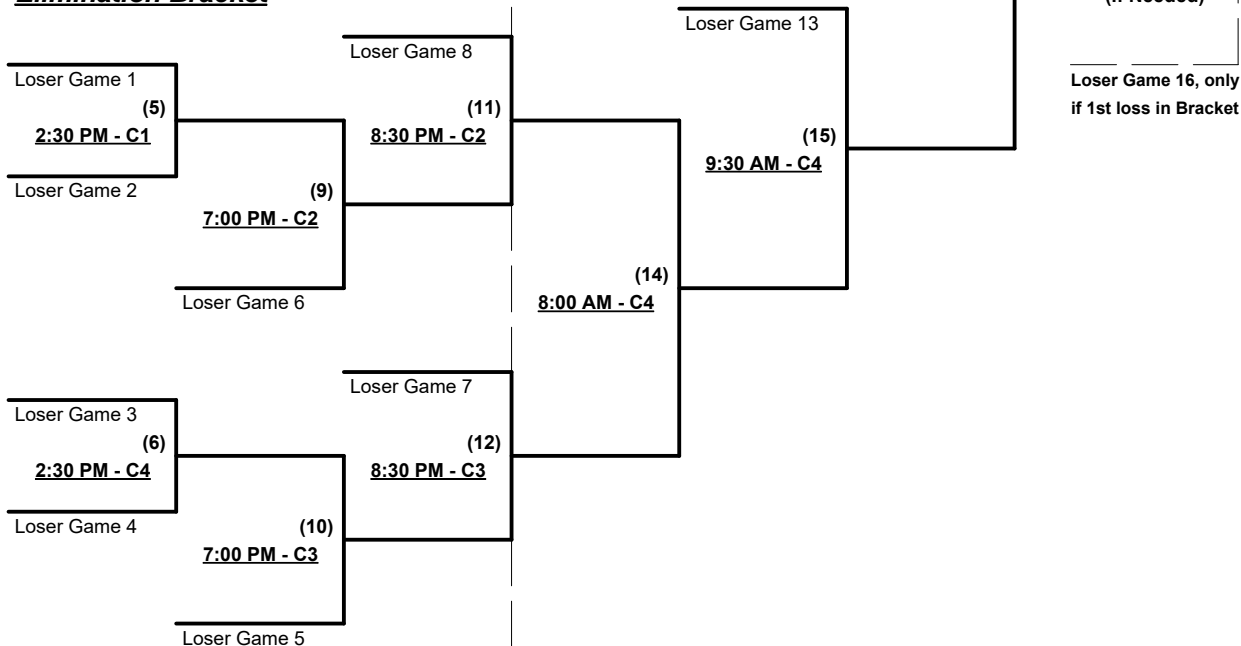 Elimination Bracket
(If Needed)
Loser Game 13
Loser Game 8
Loser Game 1
Loser Game 16, only
if 1st loss in Bracket
(5)
2:30 PM - C1
(11)
8:30 PM - C2
(15)
9:30 AM - C4
Loser Game 2
(9)
7:00 PM - C2
(14)
8:00 AM - C4
Loser Game 6
Loser Game 7
Loser Game 3
(6)
2:30 PM - C4
(12)
8:30 PM - C3
Loser Game 4
(10)
7:00 PM - C3
Loser Game 5